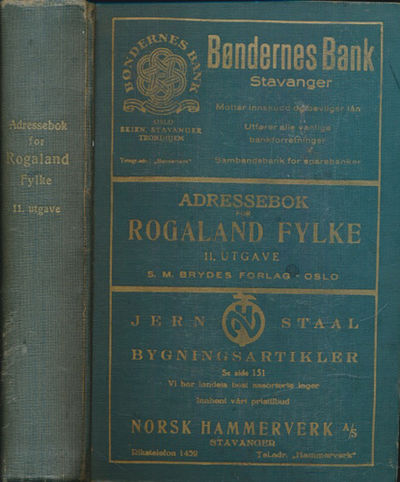 Adressebok
for
Rogaland
Fylke
11. utgave
BØNDERNES BANK
OSLO
SKIEN, STAVANGER
TRONDHJEM
Telegr.adr. „Bøndernes“
Bøndernes Bank
Stavanger
Mottar innskudd og bevilger lån
Utfører alle vanlige
bankforretninger
Sambandsbank for sparebanker
ADRESSEBOK
FOR
ROGALAND FYLKE
11. UTGAVE
S. M. BRYDES FORLAG - OSLO
JERN STAAL
BYGNINGSARTIKLER
Se side 151
Vi har landets best assorterte lager
Innhent vårt pristilbud
NORSK HAMMERVERK A/S
STAVANGER
Rikstelefon 1459
Tel.adr. „Hammerverk“